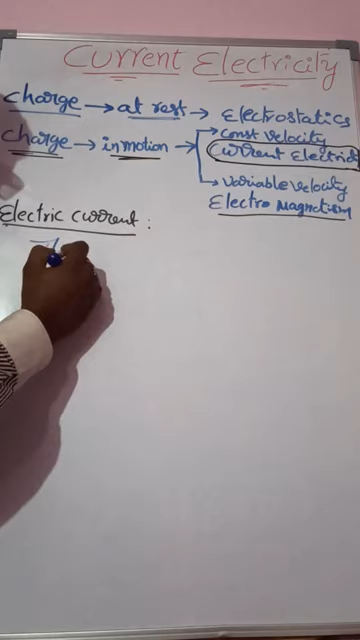 Current Electricity
Charge → at rest → Electrostatics
Const velocity
Charge → in motion → Current Electric
Variable velocity
Electro Magnetism
Electric Current :